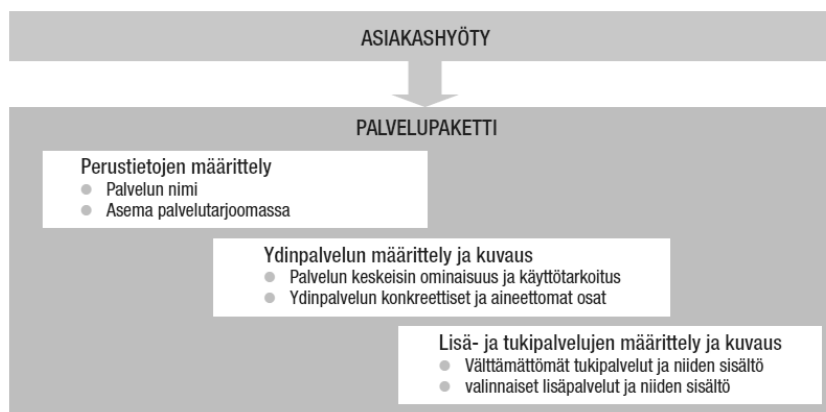 ASIAKASHYÖTY
PALVELUPAKETTI
Perustietojen määrittely
Palvelun nimi
Asema palvelutarjoomassa
Ydinpalvelun määrittely ja kuvaus
Palvelun keskeisin ominaisuus ja käyttötarkoitus
Ydinpalvelun konkreettiset ja aineettomat osat
Lisä- ja tukipalvelujen määrittely ja kuvaus
Välttämättömät tukipalvelut ja niiden sisältö
valinnaiset lisäpalvelut ja niiden sisältö